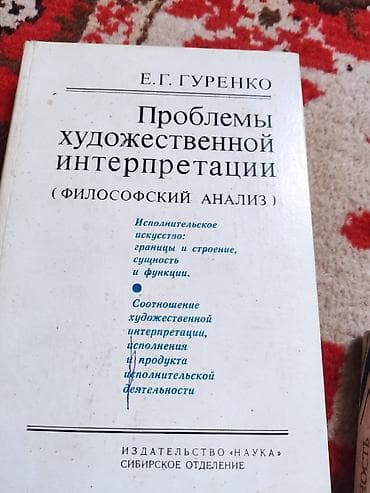 Е. Г. ГУРЕНКО
Проблемы
художественной
интерпретации
(ФИЛОСОФСКИЙ АНАЛИЗ)
Исполнительское
искусство:
границы и строение,
сущность
и функции.
Соотношение
художественной
интерпретации,
исполнения
и продукта
исполнительской
деятельности
ИЗДАТЕЛЬСТВО «НАУКА»
СИБИРСКОЕ ОТДЕЛЕНИЕ